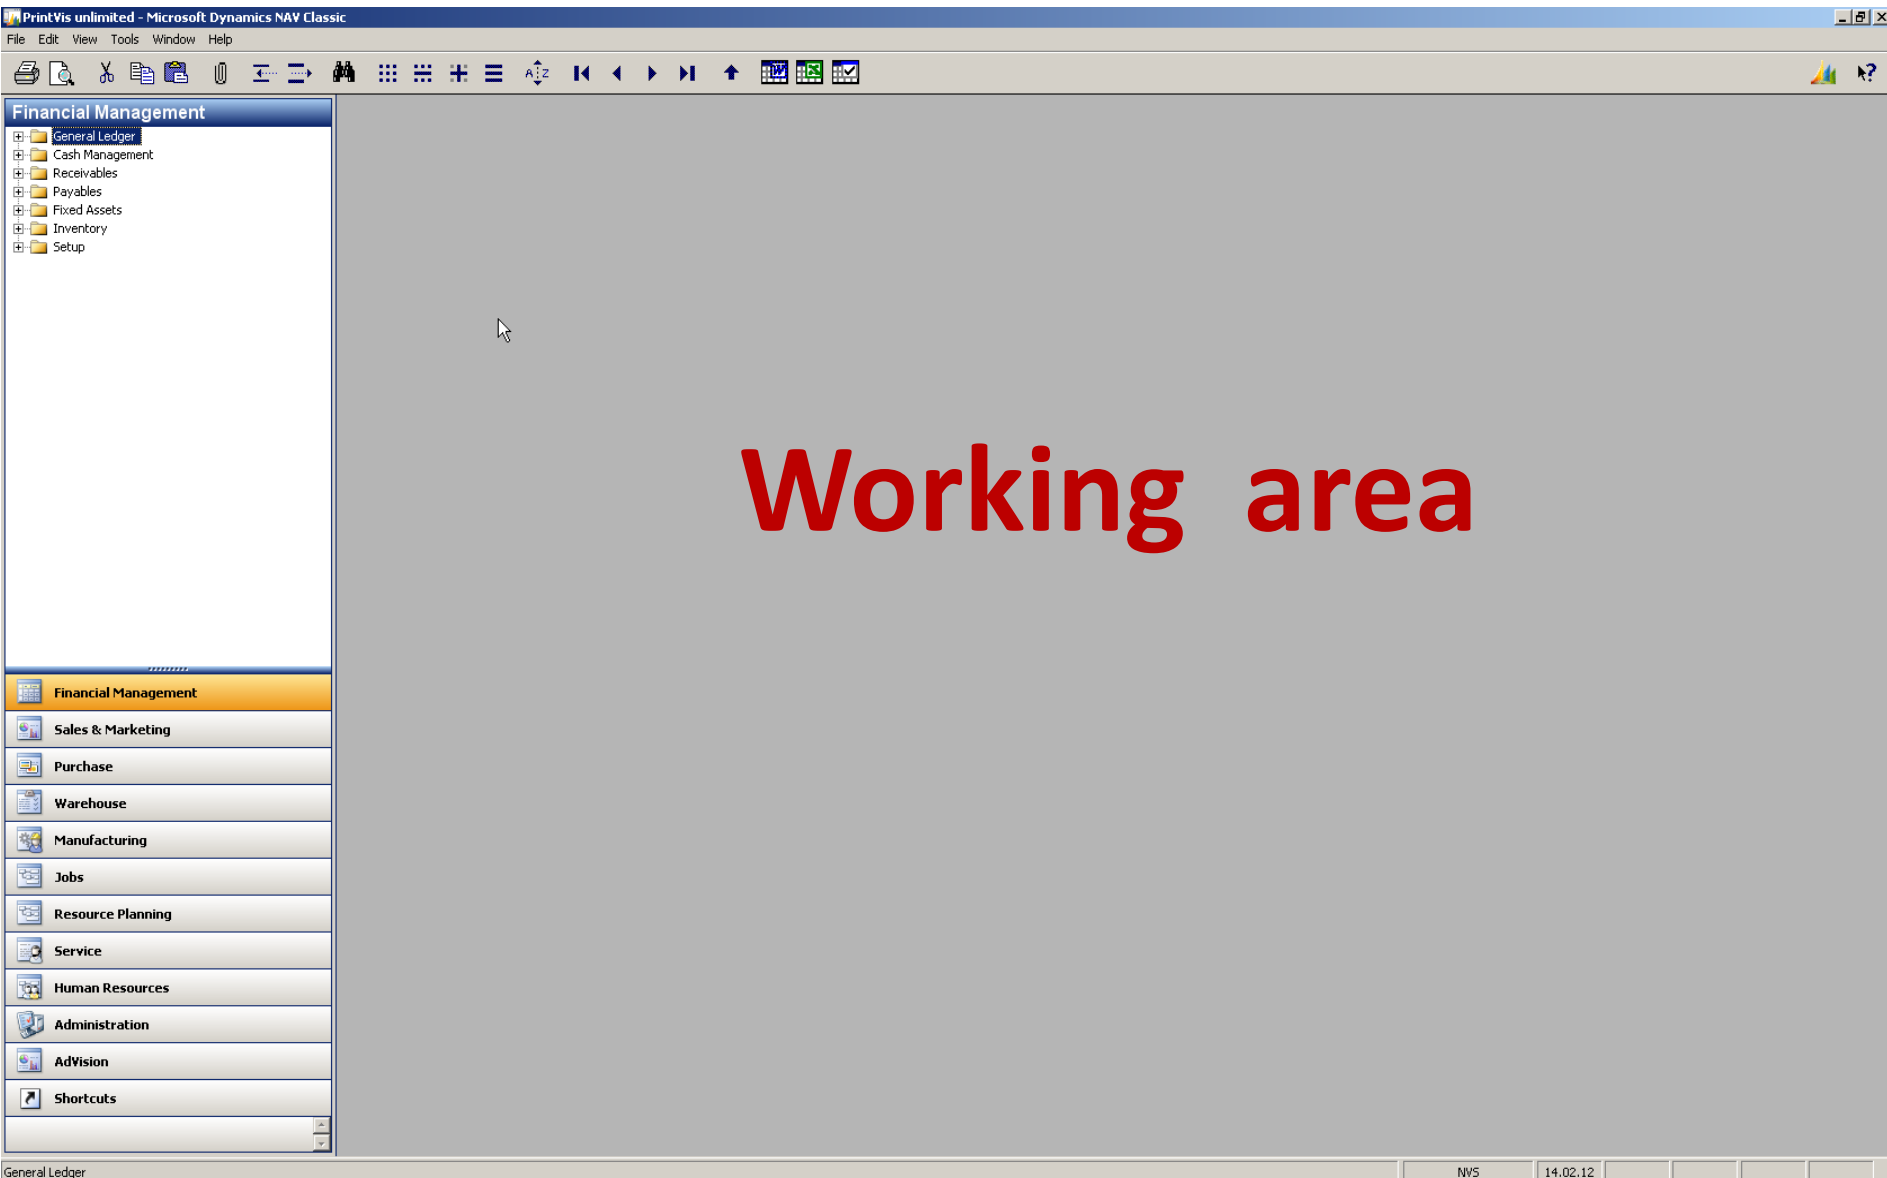 PrintVis unlimited - Microsoft Dynamics NAV Classic
File Edit View Tools Window Help
Financial Management
General Ledger
Cash Management
Receivables
Payables
Fixed Assets
Inventory
Setup
Working area
Financial Management
Sales & Marketing
Purchase
Warehouse
Manufacturing
Jobs
Resource Planning
Service
Human Resources
Administration
AdVision
Shortcuts
General Ledger NVS 14.02.12